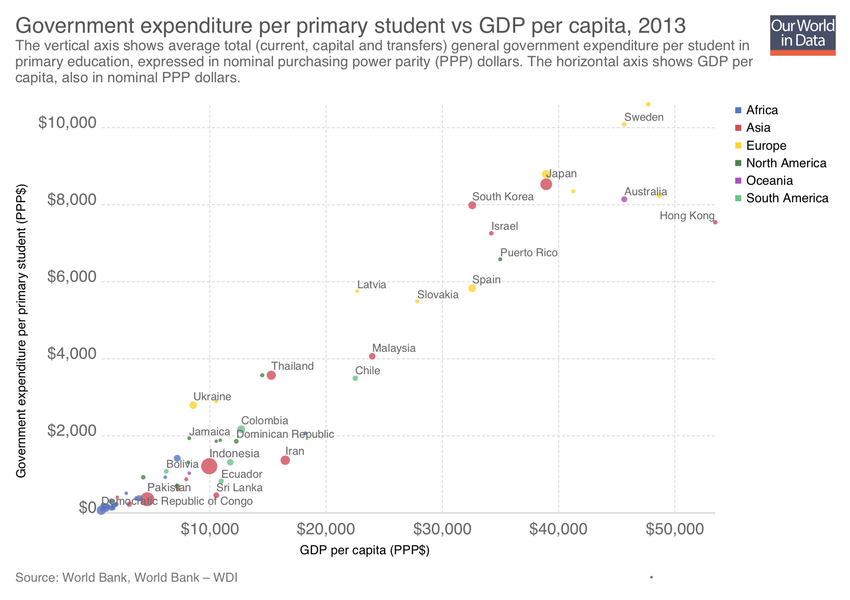 Government expenditure per primary student vs GDP per capita, 2013
Our World
in Data
The vertical axis shows average total (current, capital and transfers) general government expenditure per student in
primary education, expressed in nominal purchasing power parity (PPP) dollars. The horizontal axis shows GDP per
capita, also in nominal PPP dollars.
Africa
Asia
Europe
North America
Oceania
South America
Government expenditure per primary student (PPP$)
$10,000
$8,000
$6,000
$4,000
$2,000
$0
Sweden
Japan
South Korea
Australia
Hong Kong
Israel
Puerto Rico
Spain
Latvia
Slovakia
Malaysia
Thailand
Chile
Ukraine
Colombia
Jamaica
Dominican Republic
Indonesia
Iran
Bolivia
Ecuador
Pakistan
Sri Lanka
Democratic Republic of Congo
$10,000
$20,000
$30,000
$40,000
$50,000
GDP per capita (PPP$)
Source: World Bank, World Bank – WDI